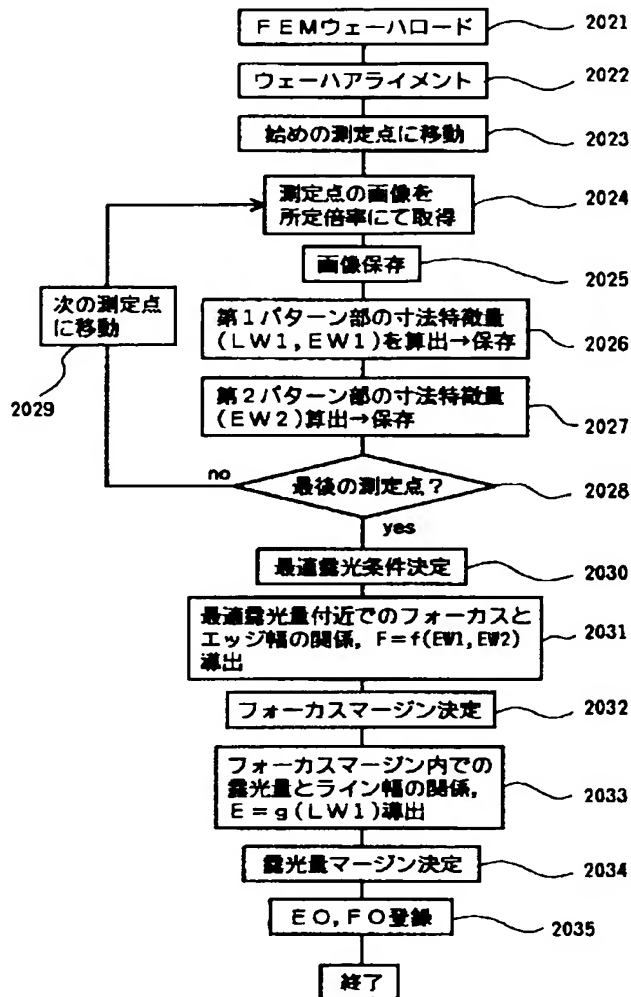 FEMウェーハロード
2021
ウェーハアライメント
2022
始めの測定点に移動
2023
測定点の画像を
所定倍率にて取得
2024
画像保存
2025
次の測定点
に移動
2029
第1パターン部の寸法特徴量
(LW1,EW1)を算出→保存
2026
第2パターン部の寸法特徴量
(EW2)算出→保存
2027
no
最後の測定点?
2028
yes
最適露光条件決定
2030
最適露光量付近でのフォーカスと
エッジ幅の関係, F=f(EW1,EW2)
導出
2031
フォーカスマージン決定
2032
フォーカスマージン内での
露光量とライン幅の関係,
E=g(LW1)導出
2033
露光量マージン決定
2034
EO,FO登録
2035
終了